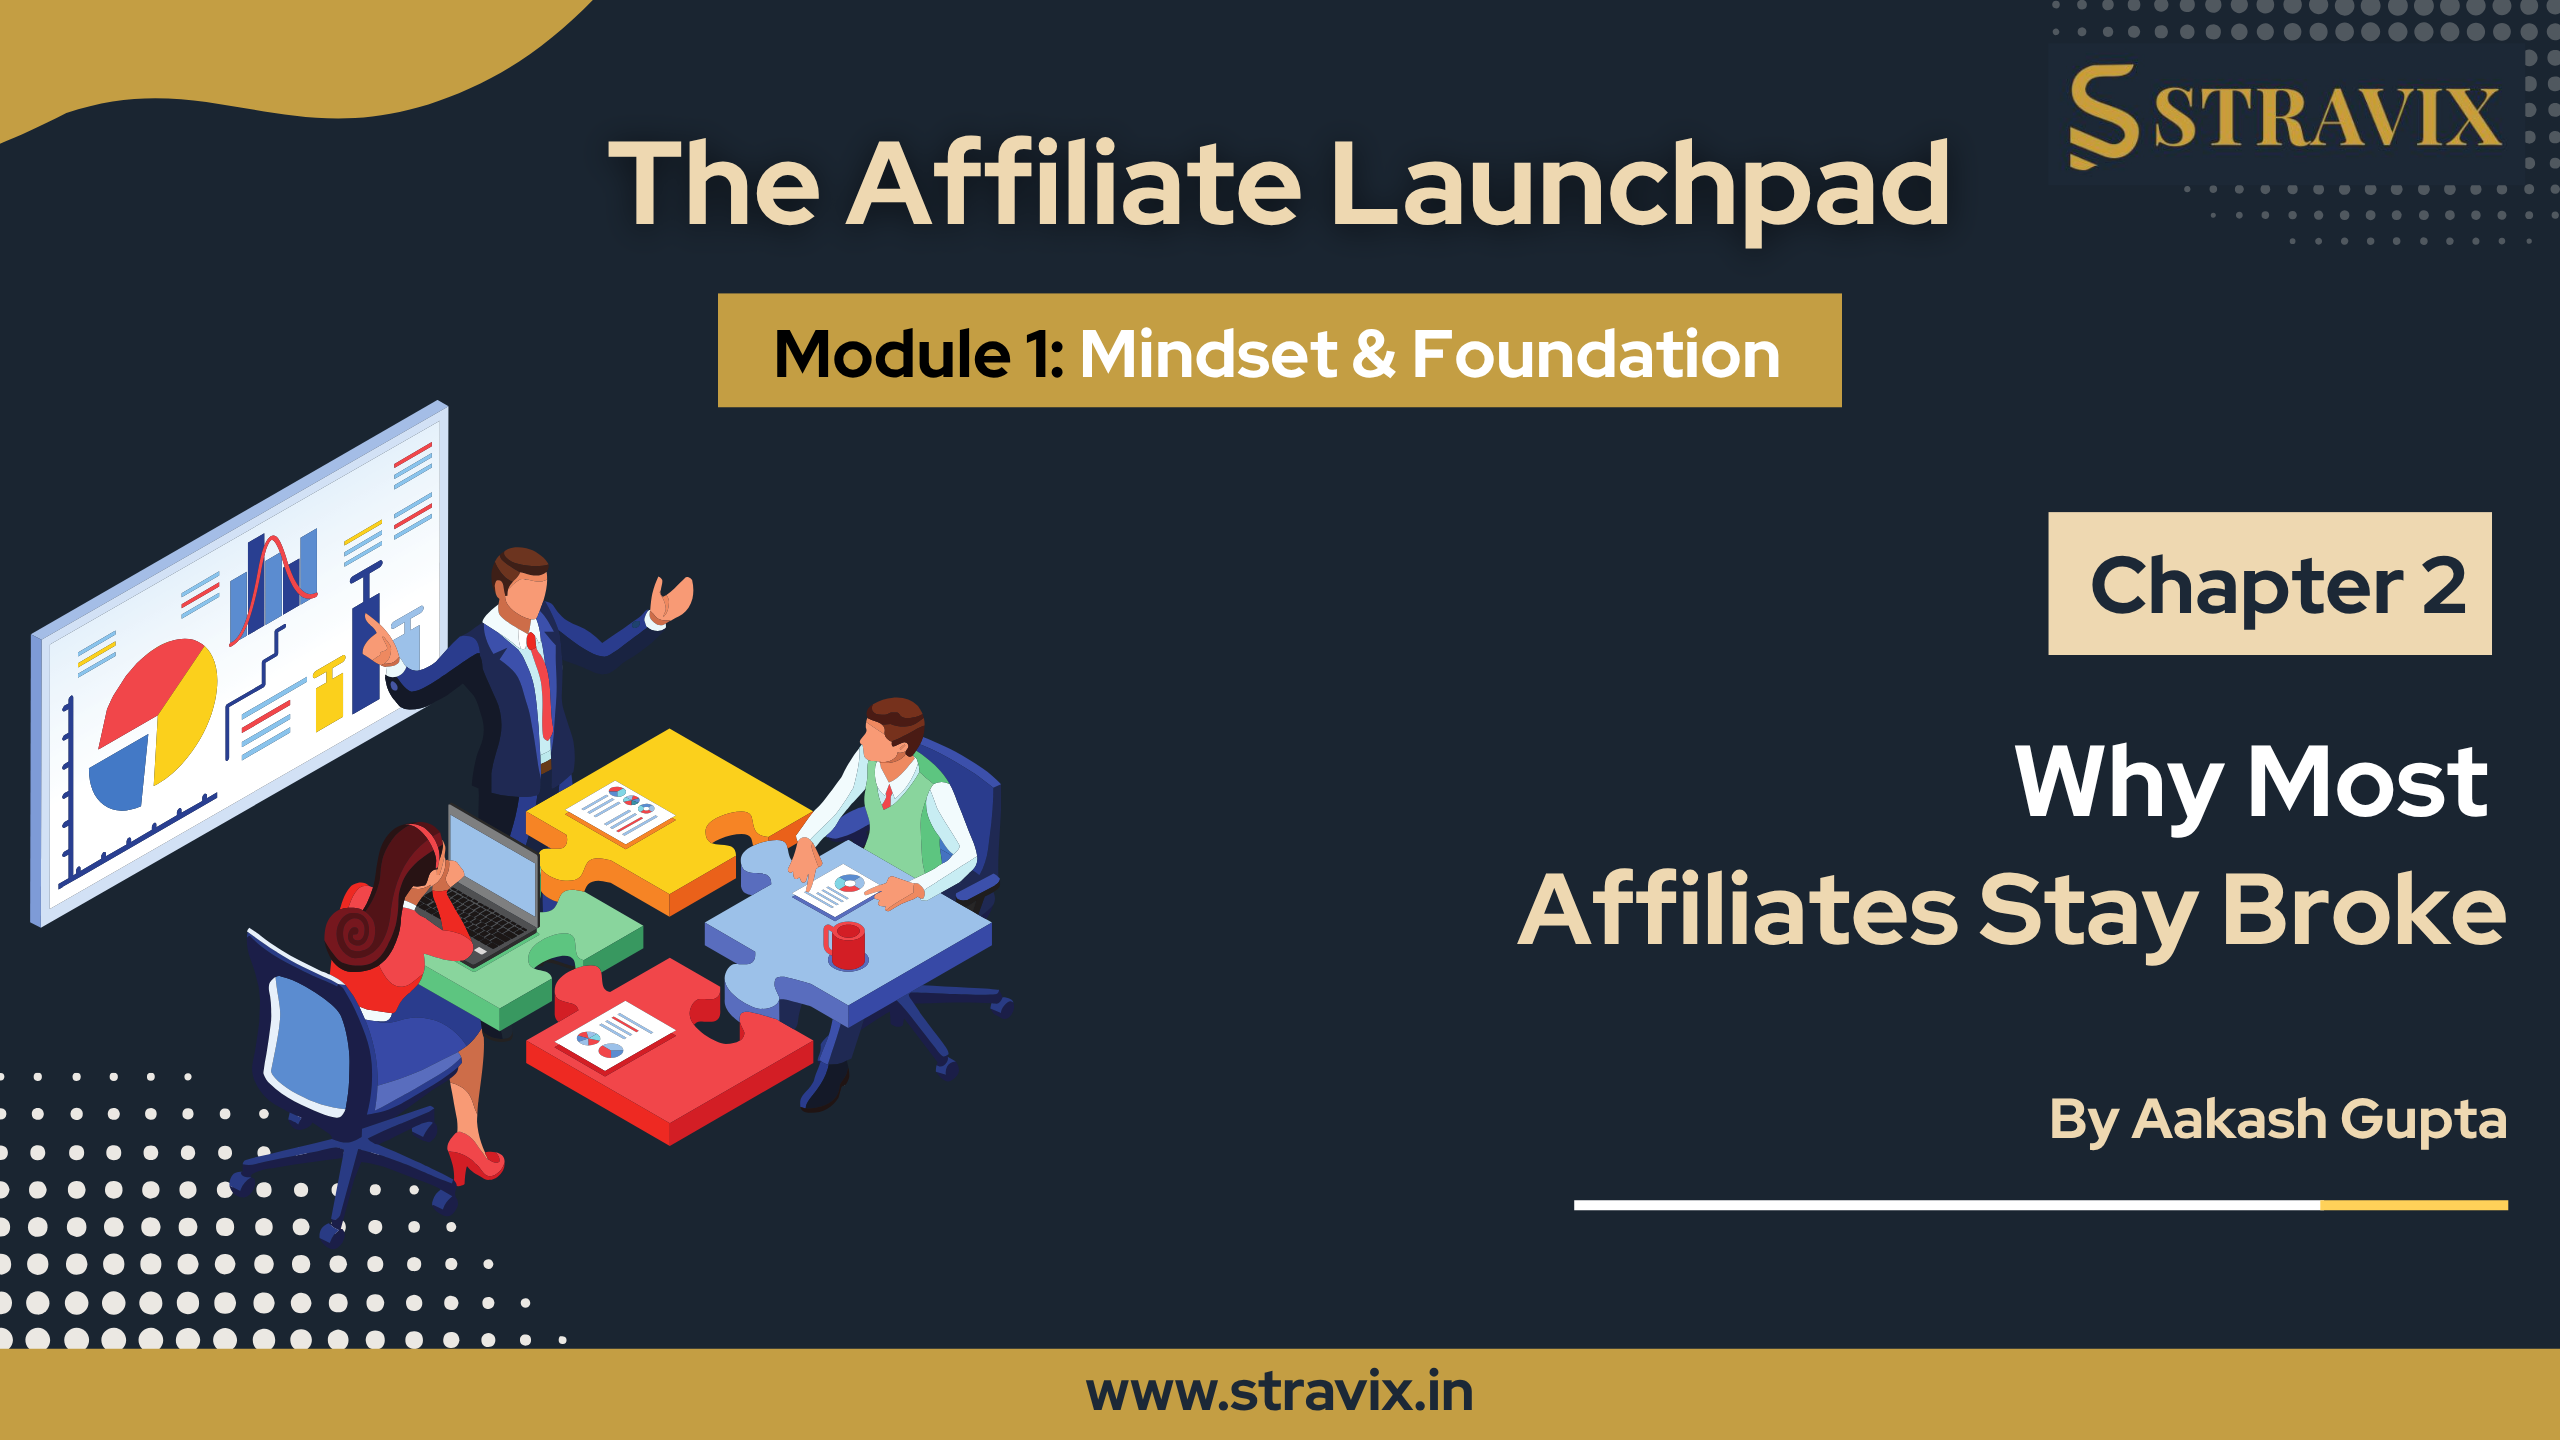 STRAVIX
The Affiliate Launchpad
Module 1: Mindset & Foundation
Chapter 2
Why Most
Affiliates Stay Broke
By Aakash Gupta
www.stravix.in